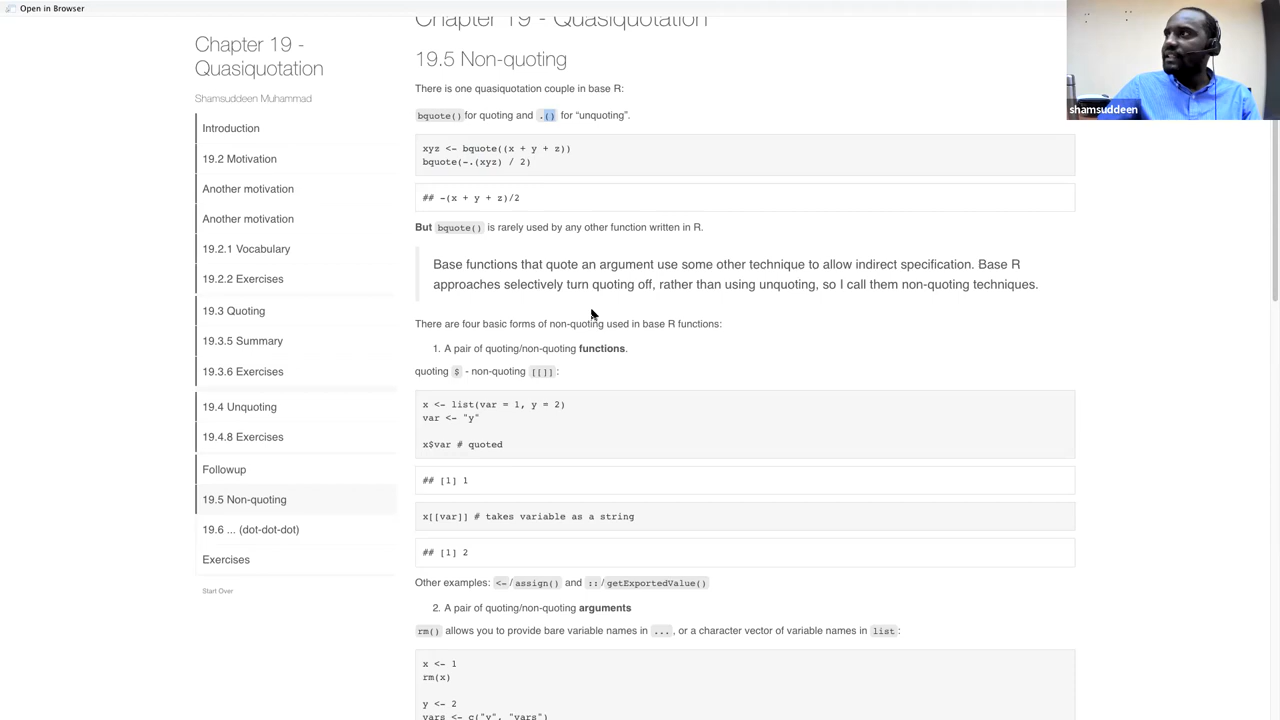 Open in Browser
Chapter 19 - Quasiquotation
shamsuddeen
Chapter 19 -
Quasiquotation
Shamsuddeen Muhammad
Introduction
19.2 Motivation
Another motivation
Another motivation
19.2.1 Vocabulary
19.2.2 Exercises
19.3 Quoting
19.3.5 Summary
19.3.6 Exercises
19.4 Unquoting
19.4.8 Exercises
Followup
19.5 Non-quoting
19.6 ... (dot-dot-dot)
Exercises
Start Over
19.5 Non-quoting
There is one quasiquotation couple in base R:
bquote() for quoting and .() for “unquoting”.
xyz <- bquote((x + y + z))
bquote(-.(xyz) / 2)
## -(x + y + z)/2
But bquote() is rarely used by any other function written in R.
Base functions that quote an argument use some other technique to allow indirect specification. Base R
approaches selectively turn quoting off, rather than using unquoting, so I call them non-quoting techniques.
There are four basic forms of non-quoting used in base R functions:
1. A pair of quoting/non-quoting functions.
quoting $ - non-quoting [[]]:
x <- list(var = 1, y = 2)
var <- "y"
x$var # quoted
## [1] 1
x[[var]] # takes variable as a string
## [1] 2
Other examples: <-/assign() and ::/getExportedValue()
2. A pair of quoting/non-quoting arguments
rm() allows you to provide bare variable names in ..., or a character vector of variable names in list:
x <- 1
rm(x)
y <- 2
vars <- c("y", "vars")